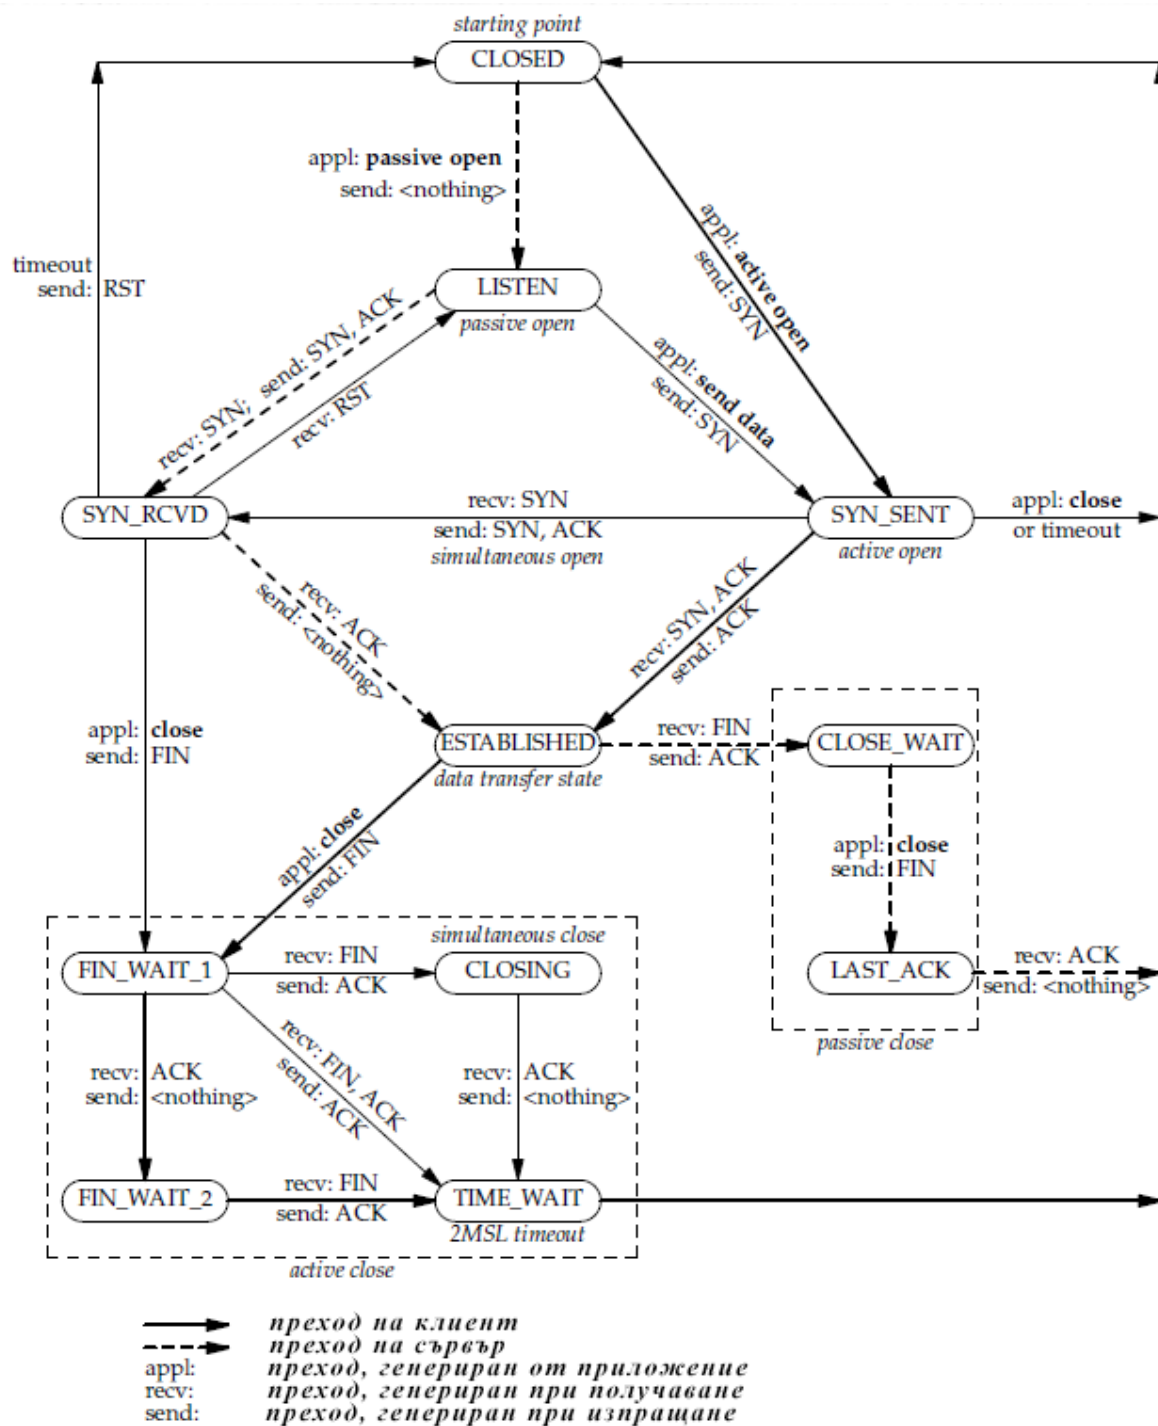 starting point
CLOSED
appl: passive open
send: <nothing>
appl: active open
send: SYN
timeout
send: RST
LISTEN
passive open
recv: SYN; send: SYN, ACK
recv: RST
appl: send data
send: SYN
SYN_RCVD
recv: SYN
send: SYN, ACK
simultaneous open
SYN_SENT
active open
appl: close
or timeout
recv: ACK
send: <nothing>
recv: SYN, ACK
send: ACK
appl: close
send: FIN
ESTABLISHED
data transfer state
recv: FIN
send: ACK
CLOSE_WAIT
appl: close
send: FIN
appl: close
send: FIN
simultaneous close
FIN_WAIT_1
recv: FIN
send: ACK
CLOSING
LAST_ACK
recv: ACK
send: <nothing>
passive close
recv: ACK
send: <nothing>
recv: FIN, ACK
send: ACK
recv: ACK
send: <nothing>
FIN_WAIT_2
recv: FIN
send: ACK
TIME_WAIT
2MSL timeout
active close
преход на клиент
преход на сървър
appl: преход, генериран от приложение
recv: преход, генериран при получаване
send: преход, генериран при изпращане